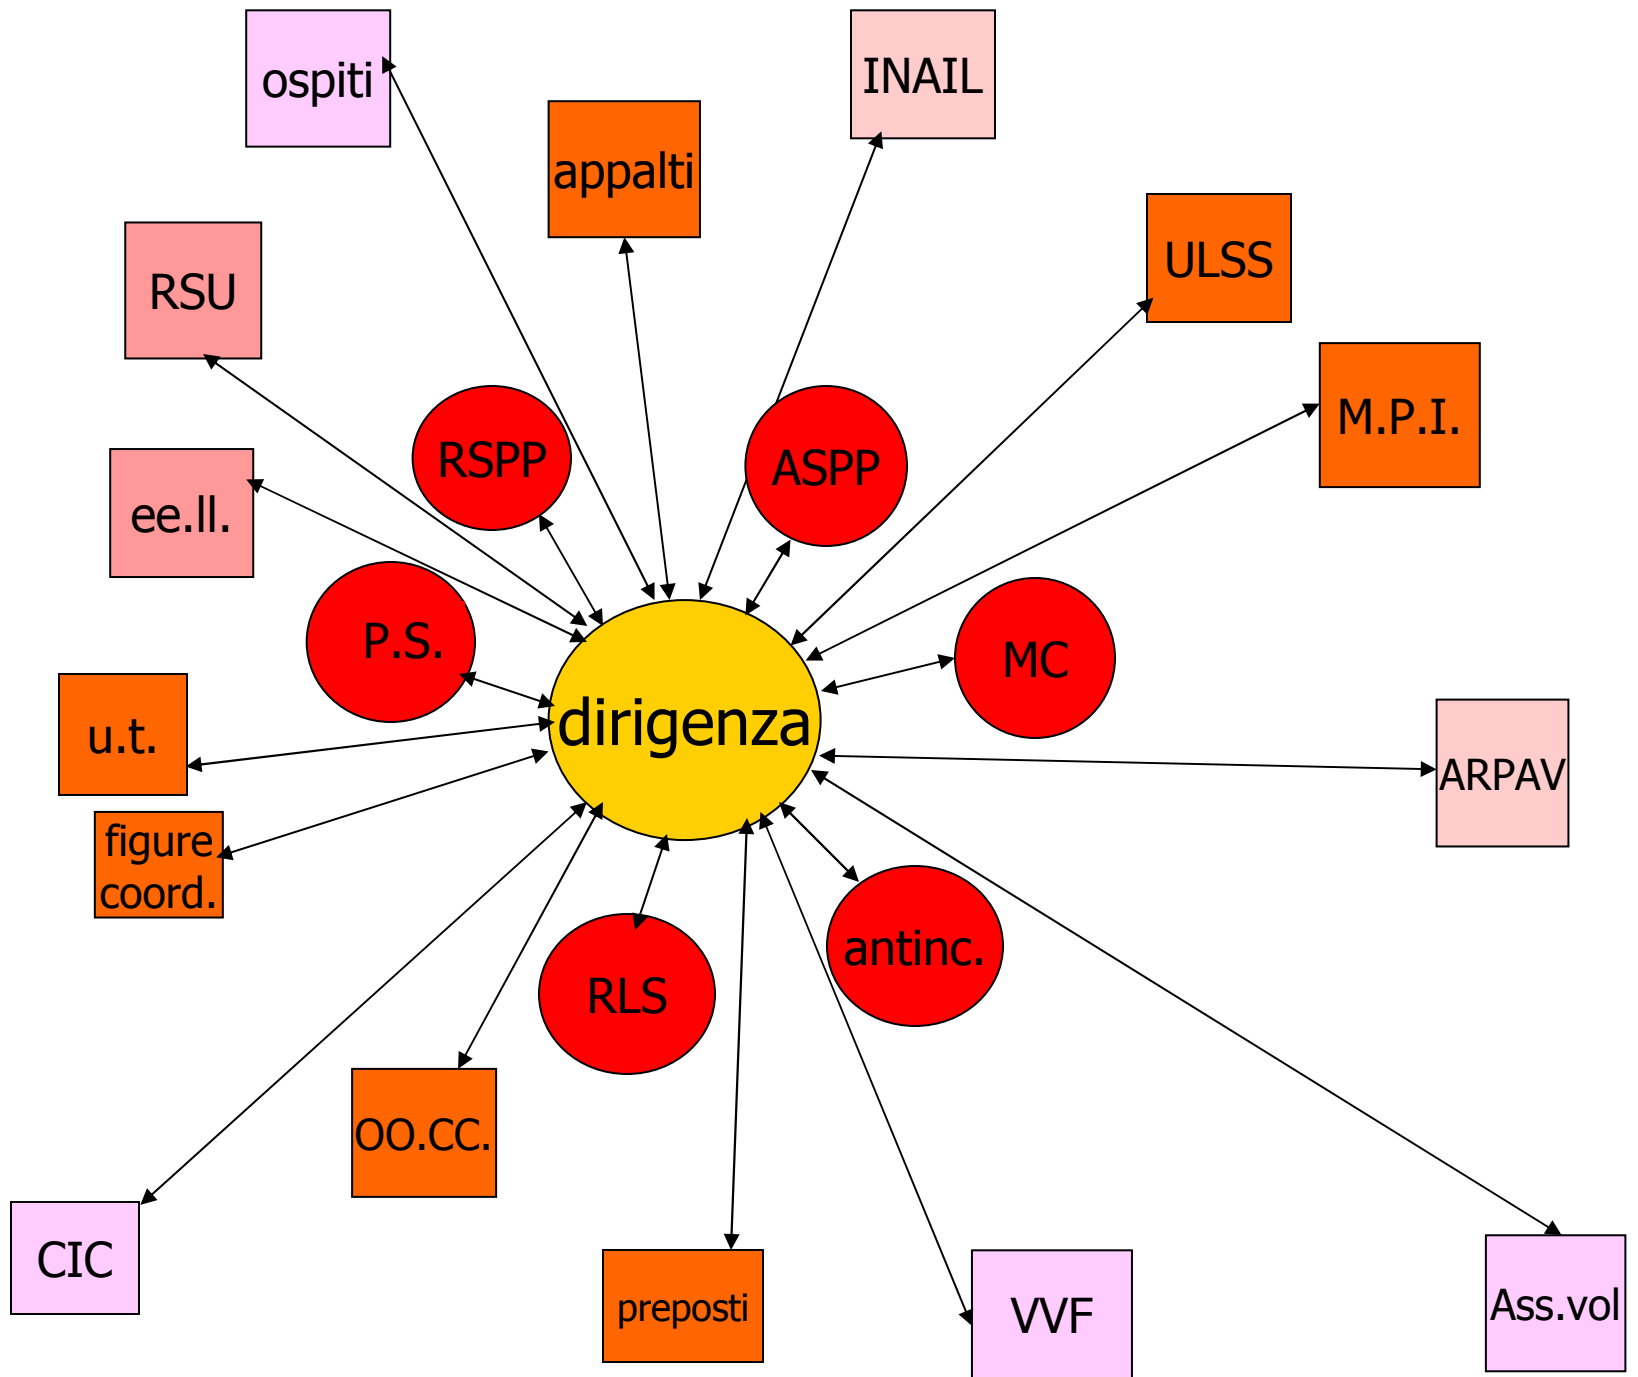 ospiti
INAIL
appalti
ULSS
RSU
M.P.I.
RSPP
ASPP
ee.ll.
P.S.
MC
dirigenza
u.t.
ARPAV
figure
coord.
antinc.
RLS
OO.CC.
CIC
preposti
VVF
Ass.vol